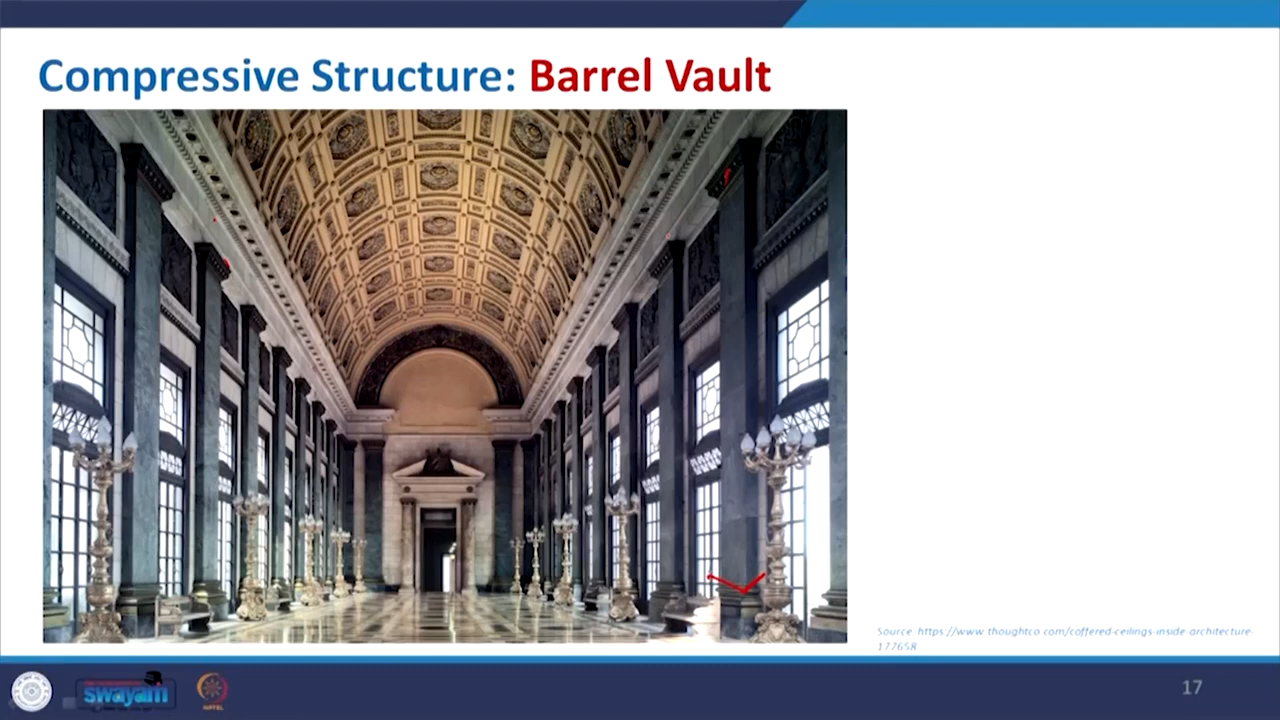 Compressive Structure: Barrel Vault
Source: https://www.thoughtco.com/coffered-ceilings-inside-architecture-
177658
swayam
NPTEL
17